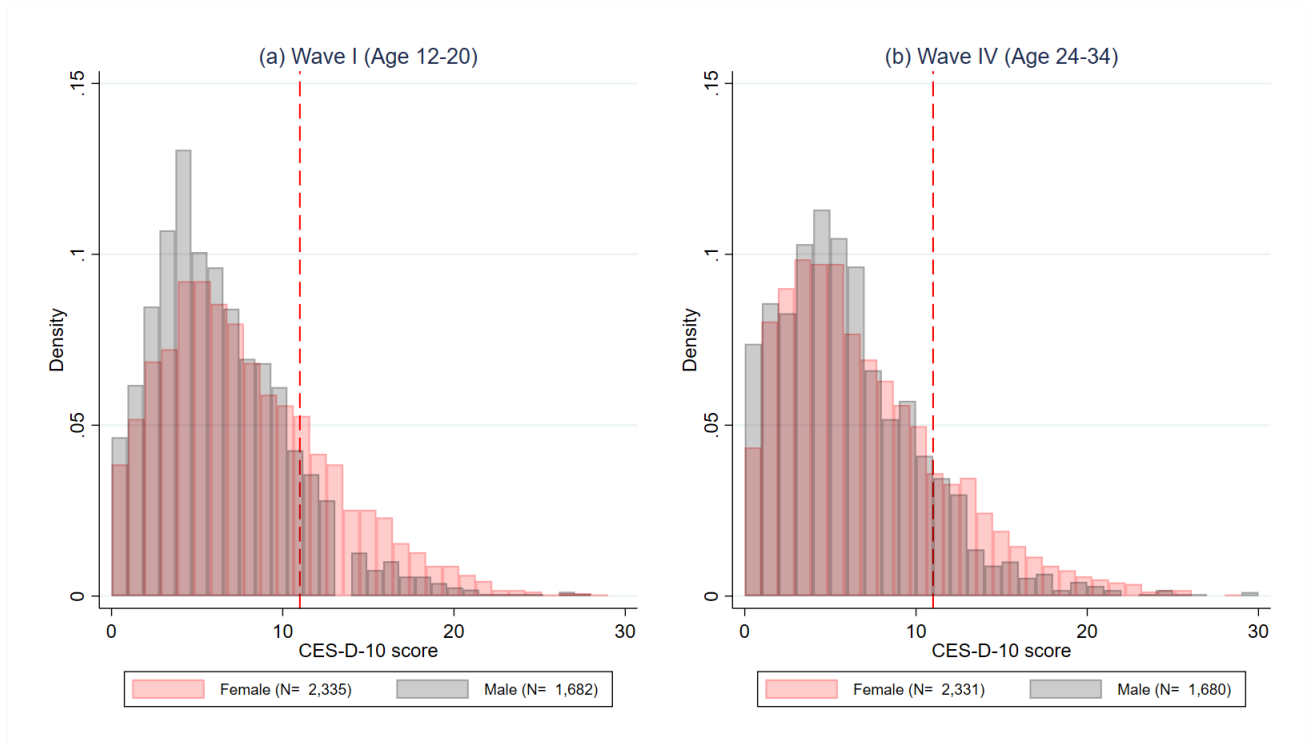 (a) Wave I (Age 12-20)
.15
.1
.05
0
Density
0 10 20 30
CES-D-10 score
Female (N= 2,335) Male (N= 1,682)
(b) Wave IV (Age 24-34)
.15
.1
.05
0
Density
0 10 20 30
CES-D-10 score
Female (N= 2,331) Male (N= 1,680)